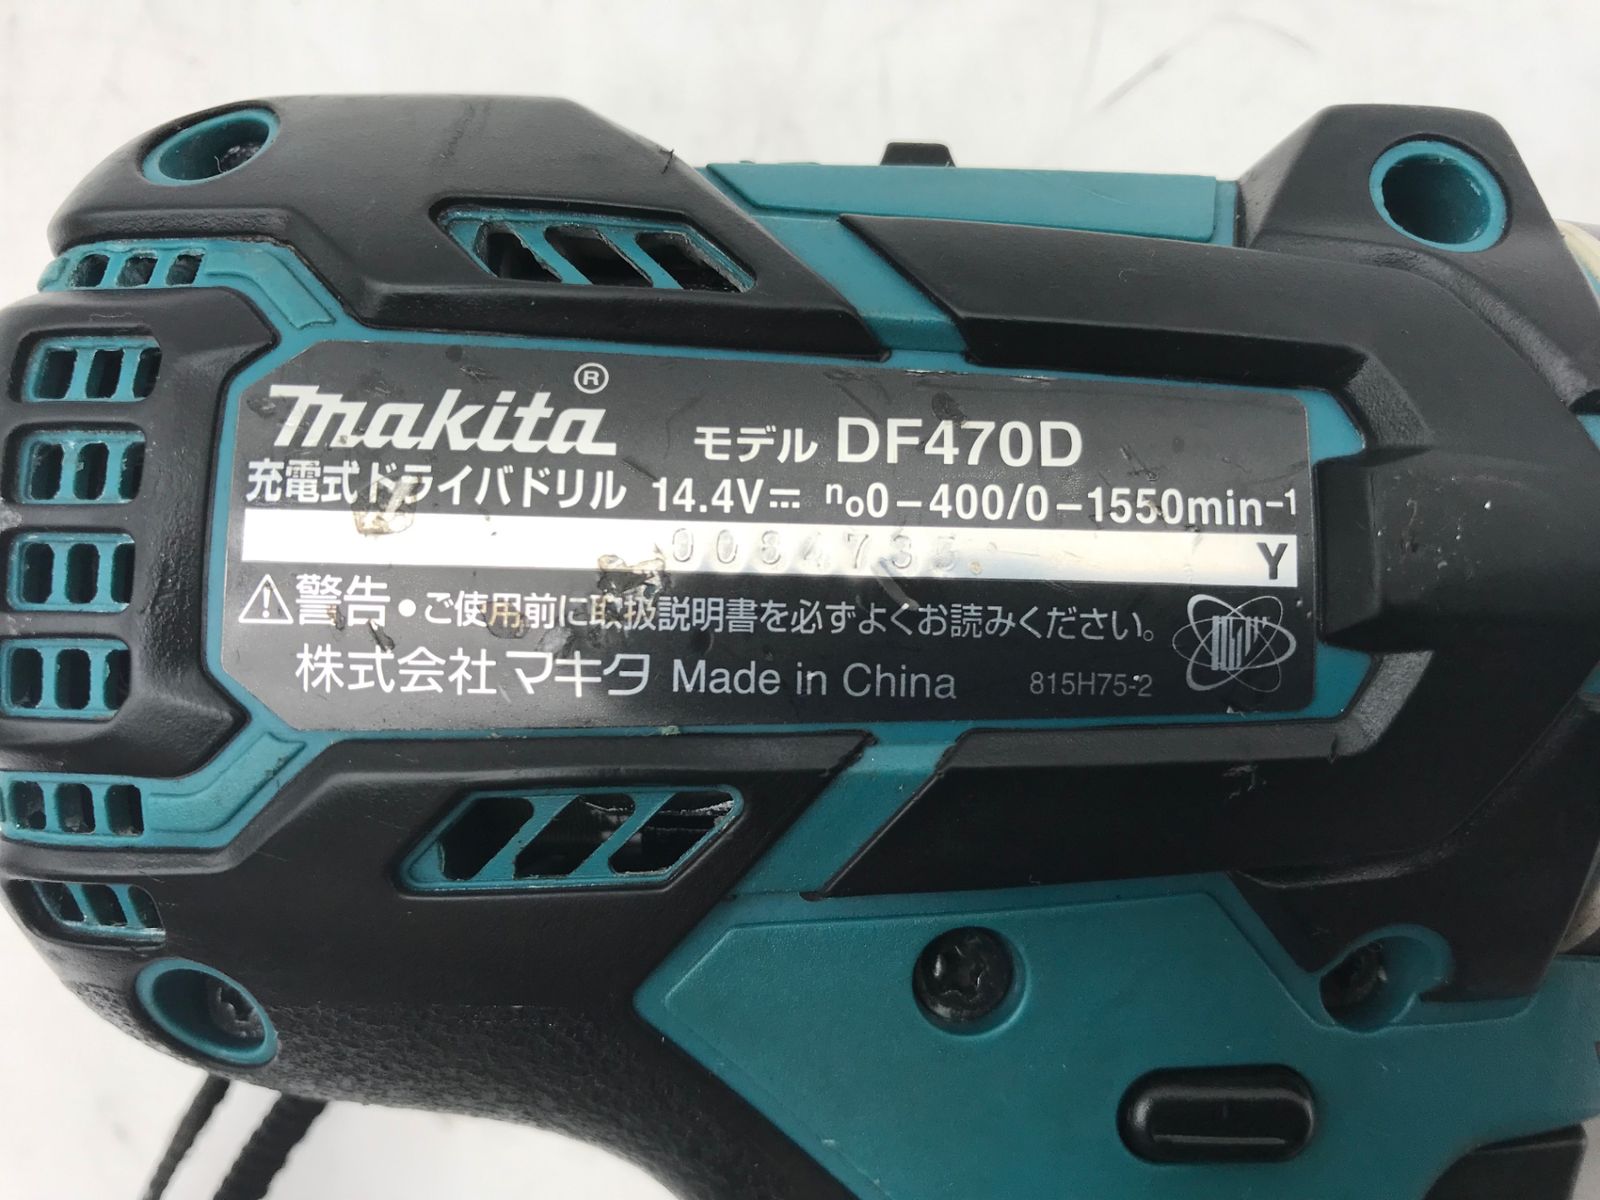 makita®
モデル DF470D
充電式ドライバドリル 14.4V⎓ n₀0-400/0-1550min⁻¹
0084735 Y
⚠警告●ご使用前に取扱説明書を必ずよくお読みください。
株式会社マキタ Made in China 815H75-2